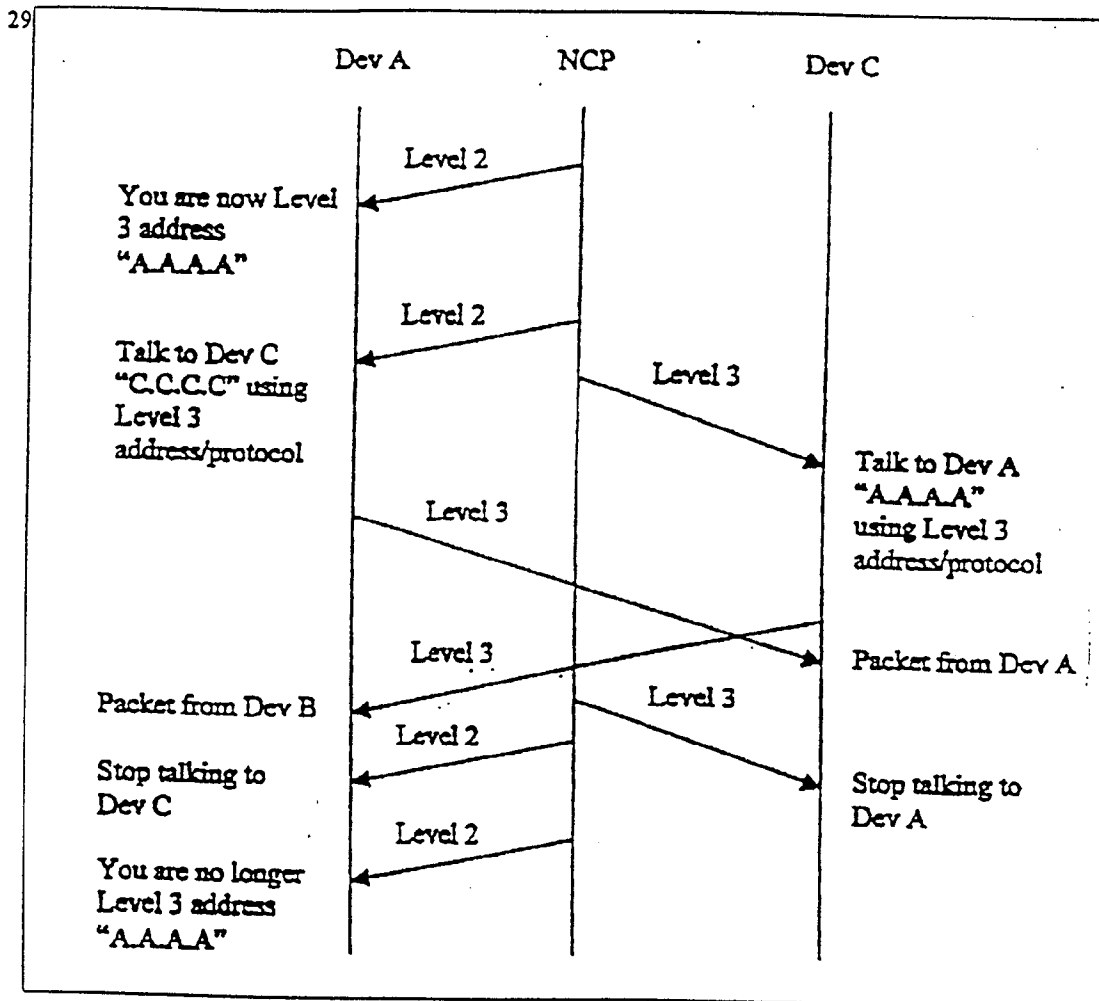 29
Dev A
NCP
Dev C
Level 2
You are now Level
3 address
“A.A.A.A”
Level 2
Talk to Dev C
“C.C.C.C” using
Level 3
address/protocol
Level 3
Talk to Dev A
“A.A.A.A”
using Level 3
address/protocol
Level 3
Level 3
Packet from Dev A
Packet from Dev B
Level 3
Level 2
Stop talking to
Dev C
Stop talking to
Dev A
Level 2
You are no longer
Level 3 address
“A.A.A.A”